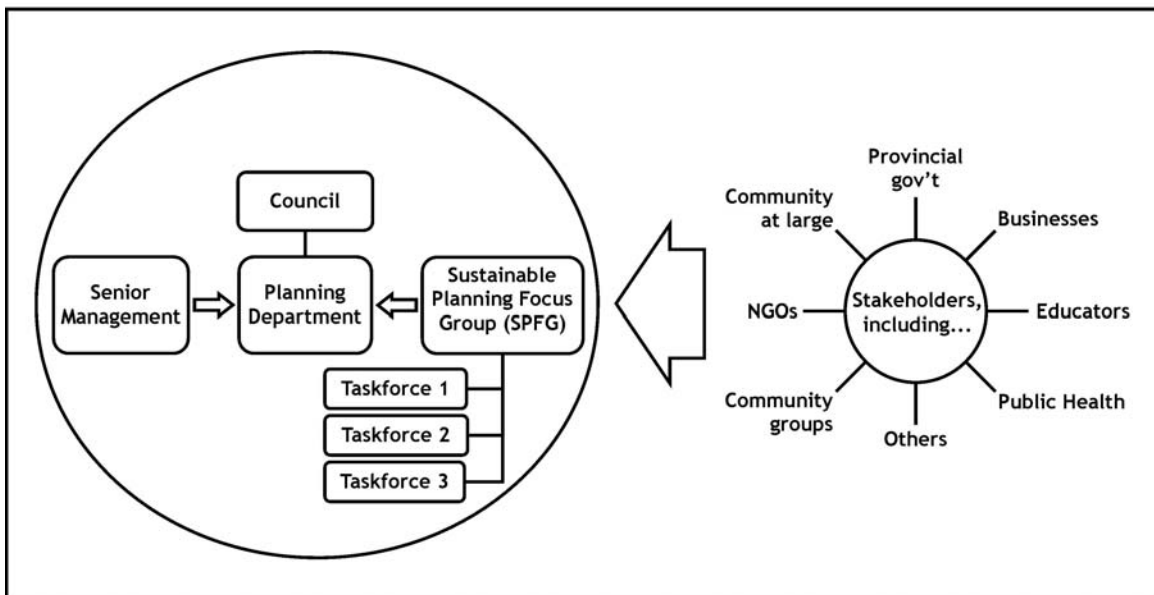 Council
Senior
Management
Planning
Department
Sustainable
Planning Focus
Group (SPFG)
Taskforce 1
Taskforce 2
Taskforce 3
Stakeholders,
including...
Provincial
gov't
Businesses
Educators
Public Health
Others
Community
groups
NGOs
Community
at large